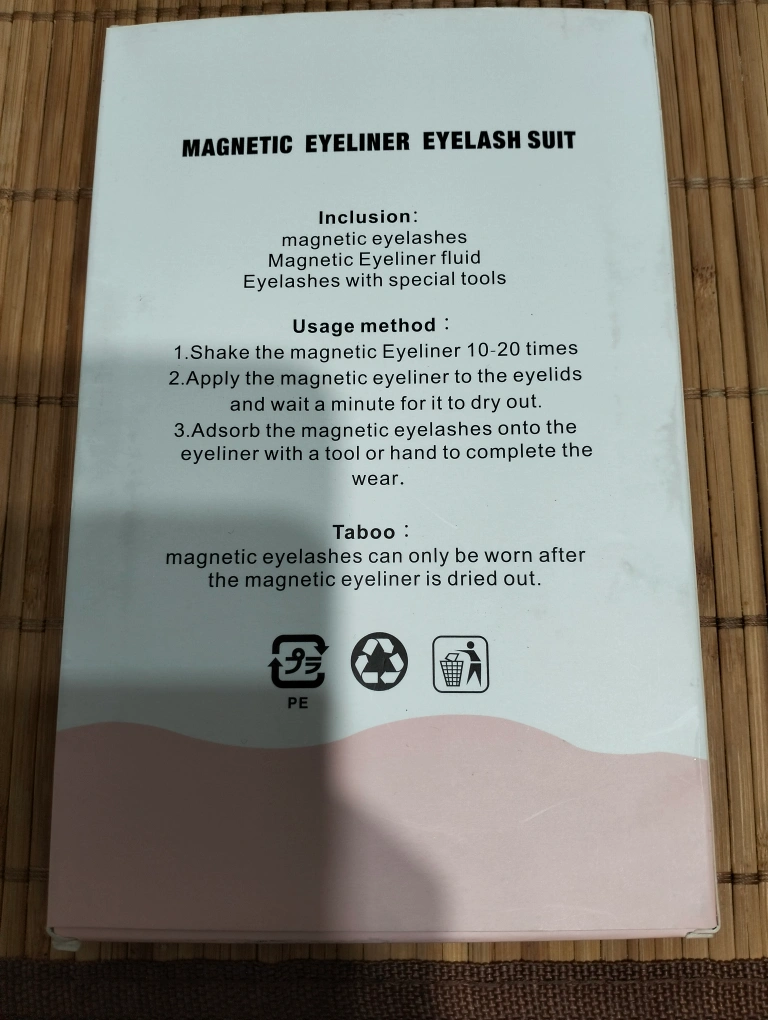 MAGNETIC EYELINER EYELASH SUIT
Inclusion:
magnetic eyelashes
Magnetic Eyeliner fluid
Eyelashes with special tools
Usage method：
1.Shake the magnetic Eyeliner 10-20 times
2.Apply the magnetic eyeliner to the eyelids
and wait a minute for it to dry out.
3.Adsorb the magnetic eyelashes onto the
eyeliner with a tool or hand to complete the
wear.
Taboo：
magnetic eyelashes can only be worn after
the magnetic eyeliner is dried out.
プラ
PE